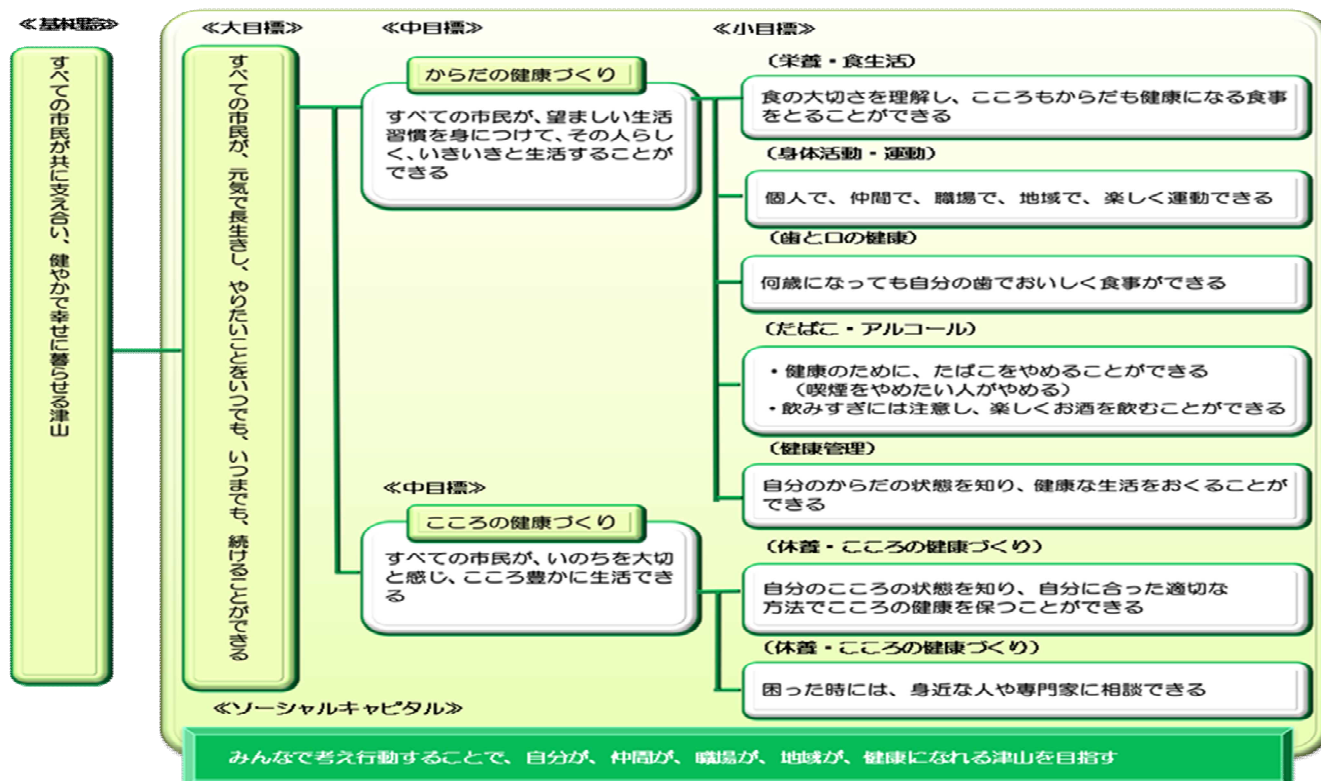 ≪基本理念≫
すべての市民が共に支え合い、健やかで幸せに暮らせる津山
≪大目標≫
すべての市民が、元気で長生きし、やりたいことをいつでも、いつまでも、続けることができる
≪中目標≫
からだの健康づくり
すべての市民が、望ましい生活
習慣を身につけて、その人らし
く、いきいきと生活することが
できる
≪中目標≫
こころの健康づくり
すべての市民が、いのちを大切
と感じ、こころ豊かに生活でき
る
≪小目標≫
（栄養・食生活）
食の大切さを理解し、こころもからだも健康になる食事
をとることができる
（身体活動・運動）
個人で、仲間で、職場で、地域で、楽しく運動できる
（歯と口の健康）
何歳になっても自分の歯でおいしく食事ができる
（たばこ・アルコール）
・健康のために、たばこをやめることができる
（喫煙をやめたい人がやめる）
・飲みすぎには注意し、楽しくお酒を飲むことができる
（健康管理）
自分のからだの状態を知り、健康な生活をおくることが
できる
（休養・こころの健康づくり）
自分のこころの状態を知り、自分に合った適切な
方法でこころの健康を保つことができる
（休養・こころの健康づくり）
困った時には、身近な人や専門家に相談できる
≪ソーシャルキャピタル≫
みんなで考え行動することで、自分が、仲間が、職場が、地域が、健康になれる津山を目指す